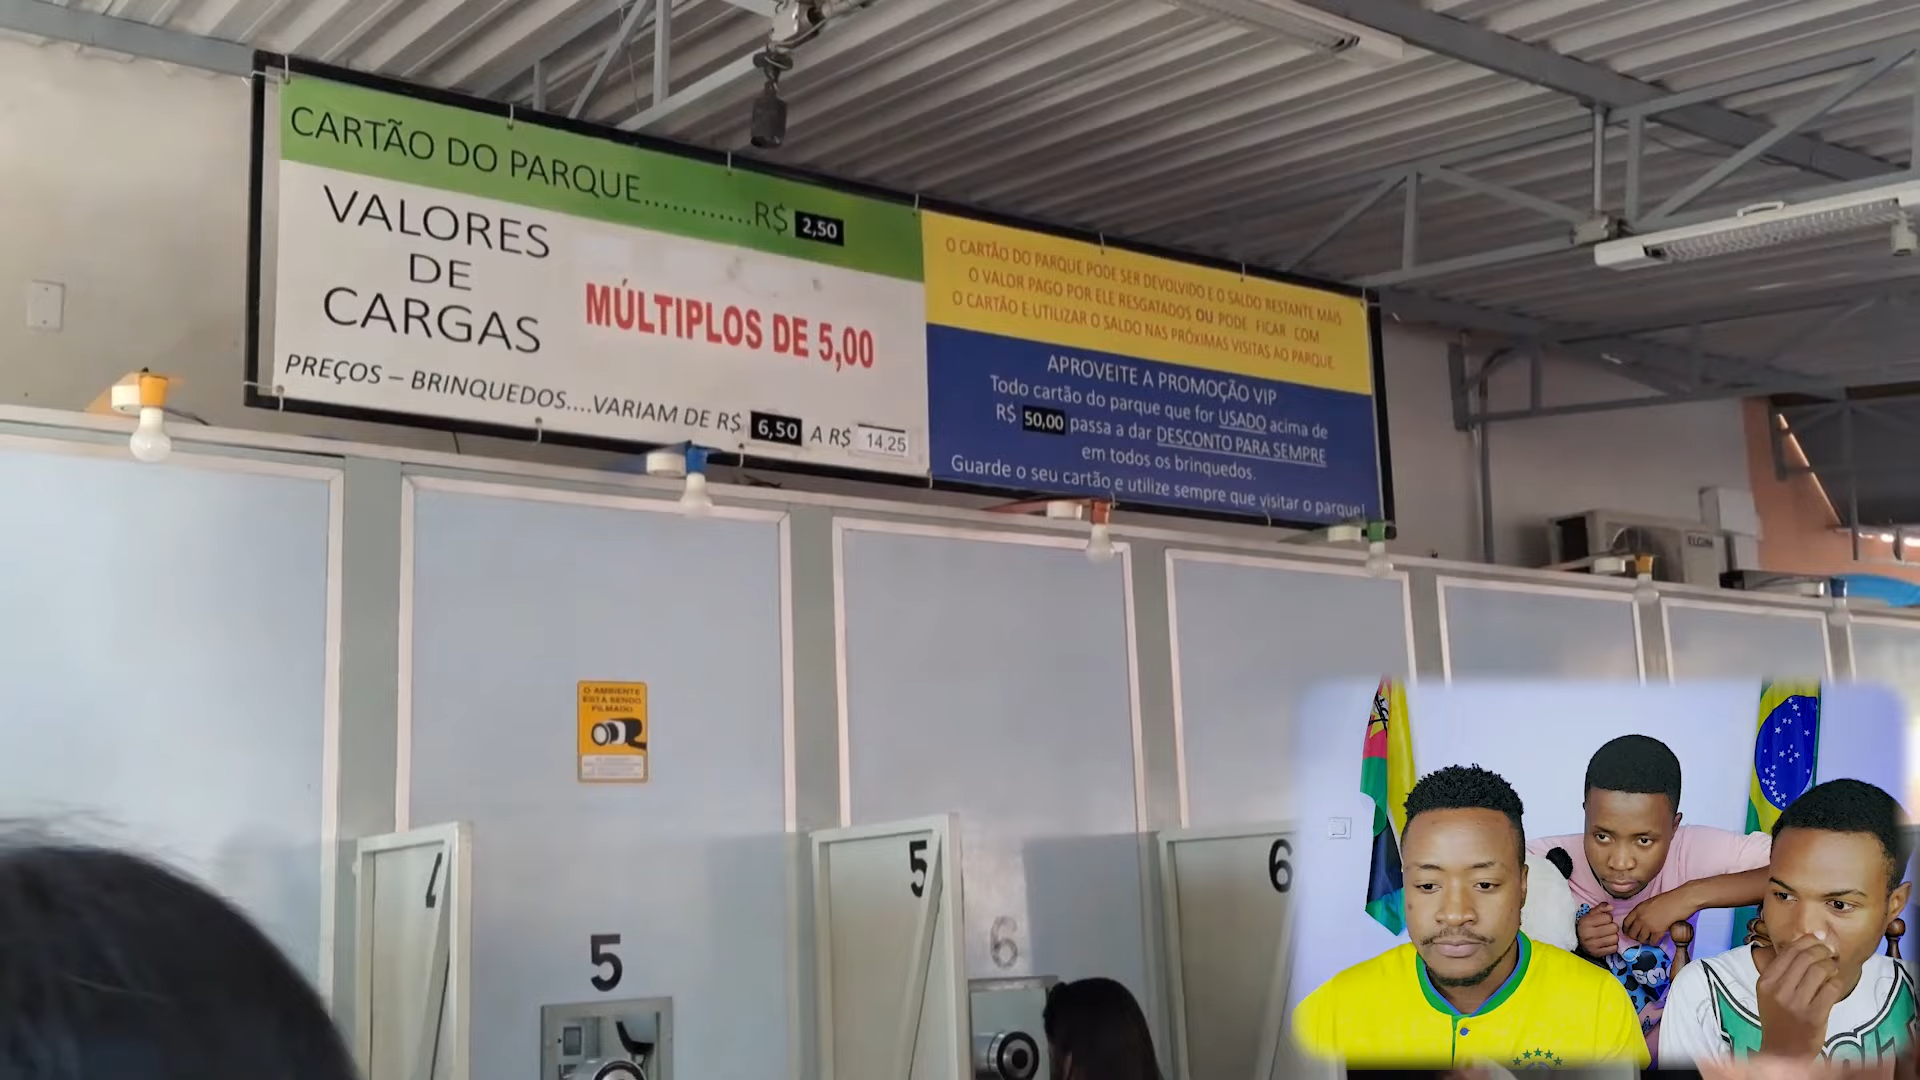 CARTÃO DO PARQUE............R$ 2,50
VALORES
DE
CARGAS
MÚLTIPLOS DE 5,00
PREÇOS – BRINQUEDOS....VARIAM DE R$ 6,50 A R$ 14,25
O CARTÃO DO PARQUE PODE SER DEVOLVIDO E O SALDO RESTANTE MAIS
O VALOR PAGO POR ELE RESGATADOS OU PODE FICAR COM
O CARTÃO E UTILIZAR O SALDO NAS PRÓXIMAS VISITAS AO PARQUE
APROVEITE A PROMOÇÃO VIP
Todo cartão do parque que for USADO acima de
R$ 50,00 passa a dar DESCONTO PARA SEMPRE
em todos os brinquedos.
Guarde o seu cartão e utilize sempre que visitar o parque!
ELGIN
O AMBIENTE
ESTÁ SENDO
FILMADO
5
6
5
6